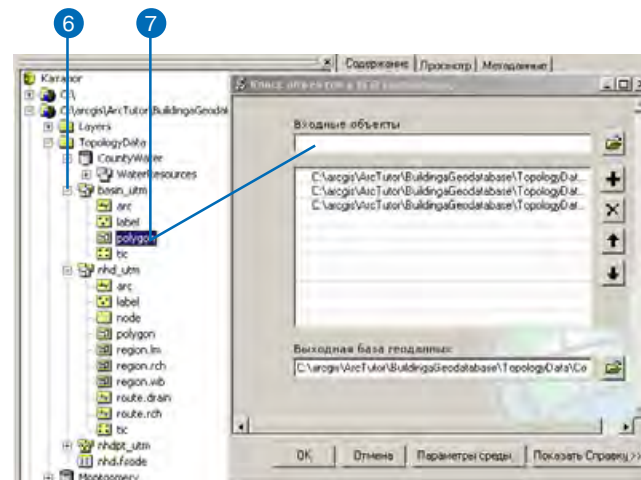 6
7
Содержание Просмотр Метаданные
Каталог
C:\
C:\arcgis\ArcTutor\BuildingaGeodat
Layers
TopologyData
CountyWater
WaterResources
basin_utm
arc
label
polygon
tic
nhd_utm
arc
label
node
polygon
region.lm
region.rch
region.wb
route.drain
route.rch
tic
nhdpt_utm
nhd.fcode
Montgomery
Входные объекты
C:\arcgis\ArcTutor\BuildingaGeodatabase\TopologyDat...
C:\arcgis\ArcTutor\BuildingaGeodatabase\TopologyDat...
C:\arcgis\ArcTutor\BuildingaGeodatabase\TopologyDat...
Выходная база геоданных
C:\arcgis\ArcTutor\BuildingaGeodatabase\TopologyData\Co
OK Отмена Параметры среды Показать Справку >>